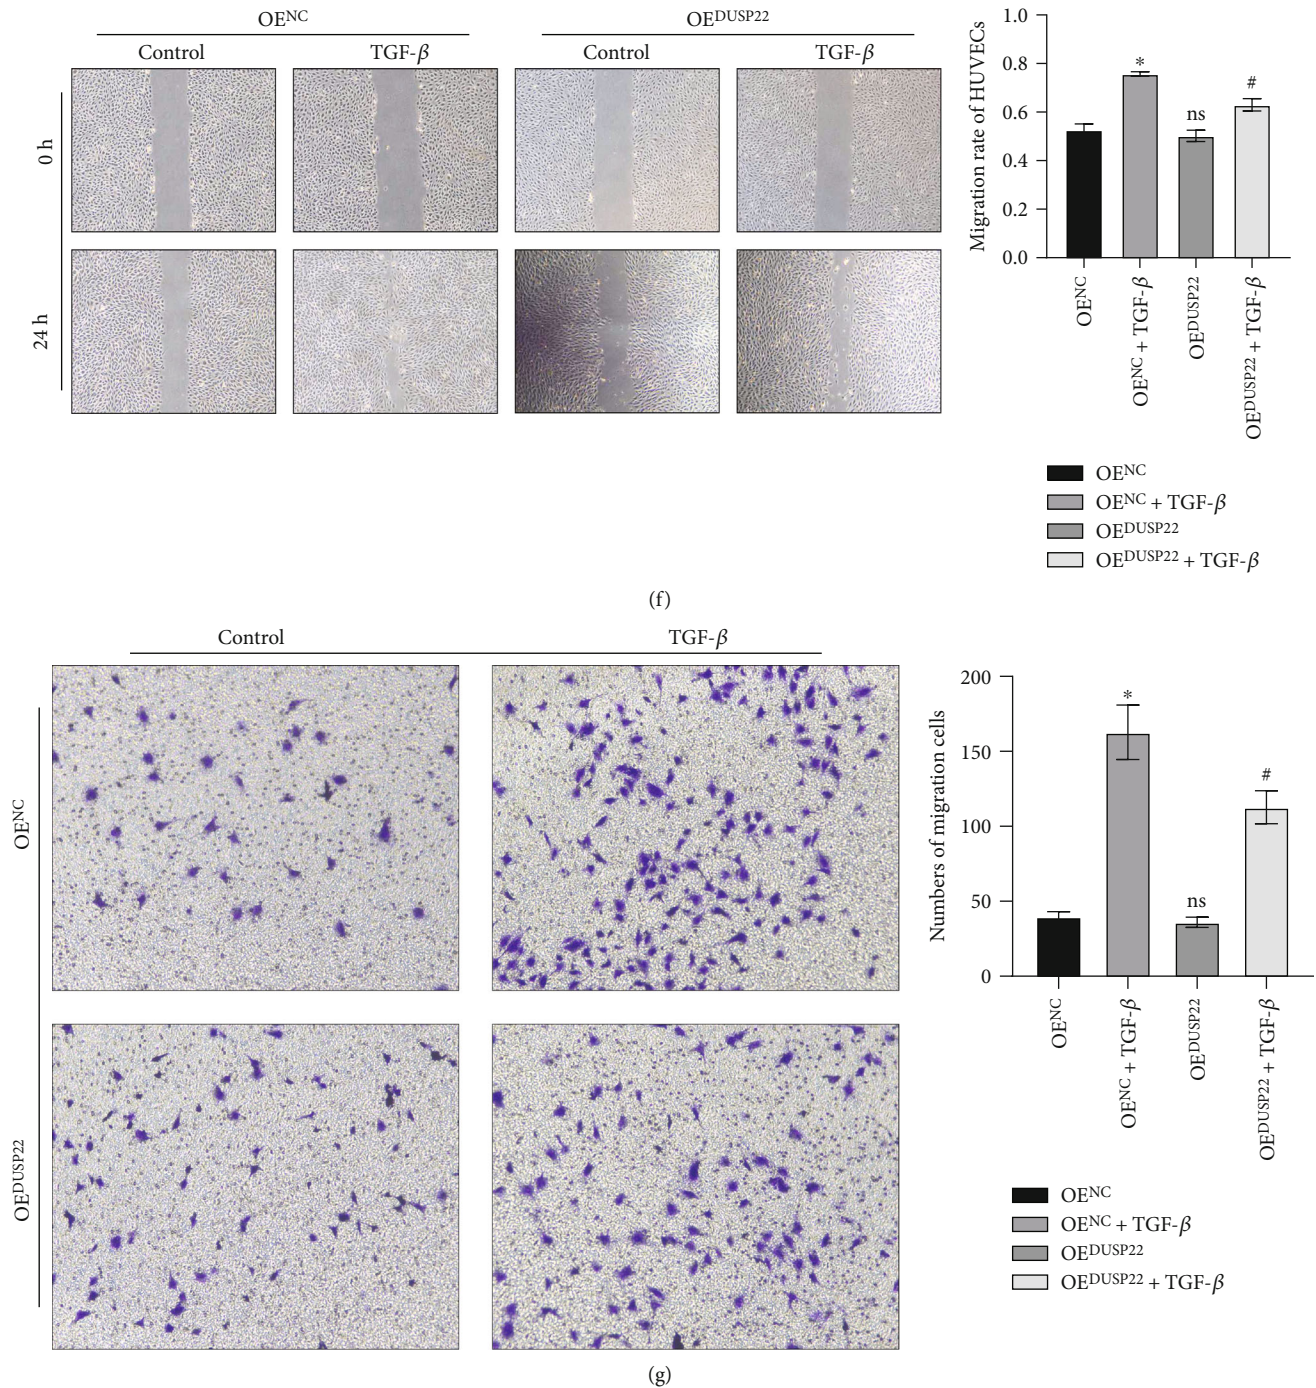 OE^NC OE^DUSP22
Control TGF-β Control TGF-β
0 h
24 h
Migration rate of HUVECs
1.0
0.8
0.6
0.4
0.2
0.0
* ns #
OE^NC
OE^NC + TGF-β
OE^DUSP22
OE^DUSP22 + TGF-β
OE^NC
OE^NC + TGF-β
OE^DUSP22
OE^DUSP22 + TGF-β
(f)
Control TGF-β
OE^NC
OE^DUSP22
Numbers of migration cells
200
150
100
50
0
* ns #
OE^NC
OE^NC + TGF-β
OE^DUSP22
OE^DUSP22 + TGF-β
OE^NC
OE^NC + TGF-β
OE^DUSP22
OE^DUSP22 + TGF-β
(g)